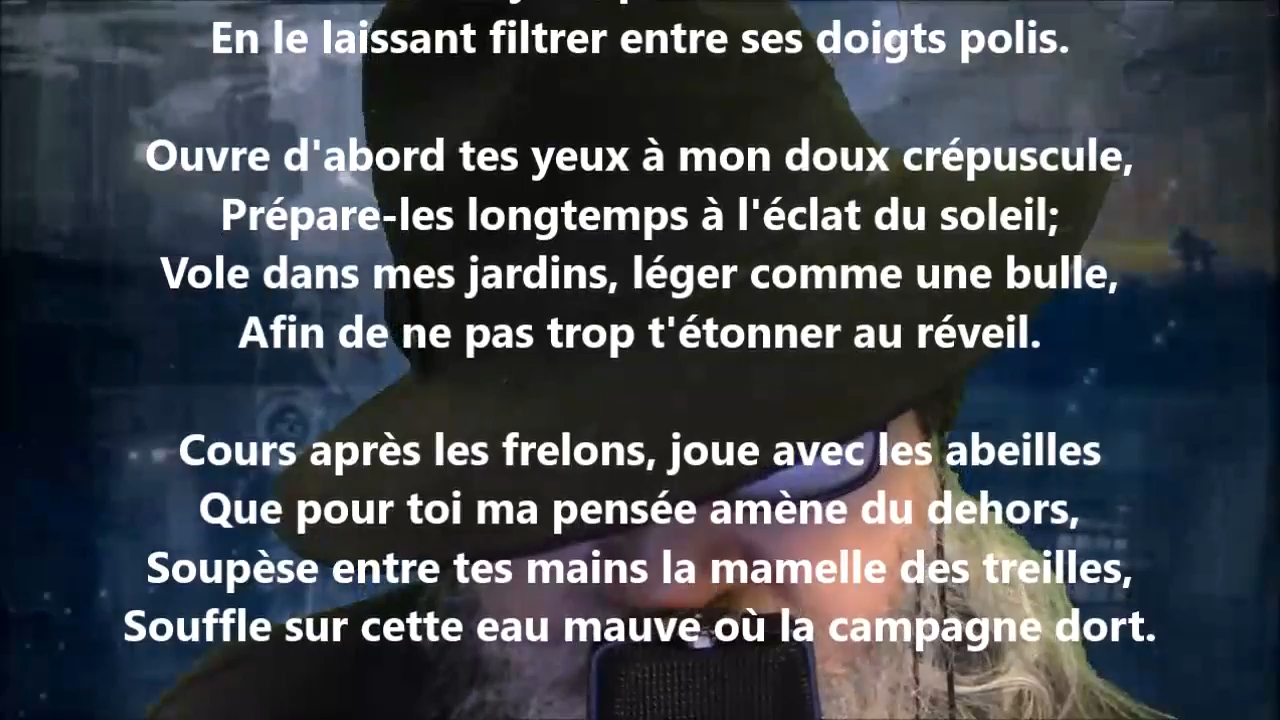 En le laissant filtrer entre ses doigts polis.
Ouvre d'abord tes yeux à mon doux crépuscule,
Prépare-les longtemps à l'éclat du soleil;
Vole dans mes jardins, léger comme une bulle,
Afin de ne pas trop t'étonner au réveil.
Cours après les frelons, joue avec les abeilles
Que pour toi ma pensée amène du dehors,
Soupèse entre tes mains la mamelle des treilles,
Souffle sur cette eau mauve où la campagne dort.